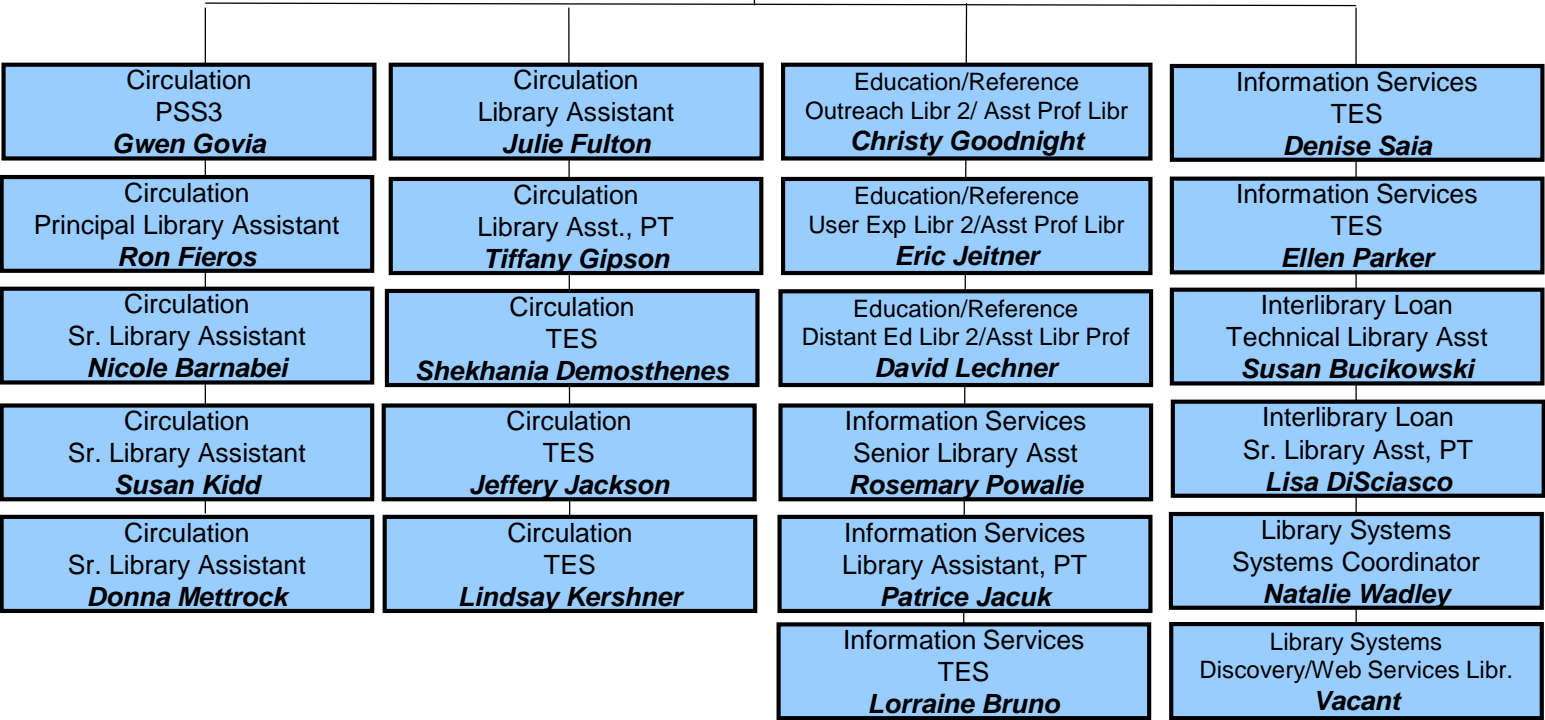 Circulation
PSS3
Gwen Govia
Circulation
Principal Library Assistant
Ron Fieros
Circulation
Sr. Library Assistant
Nicole Barnabei
Circulation
Sr. Library Assistant
Susan Kidd
Circulation
Sr. Library Assistant
Donna Mettrock
Circulation
Library Assistant
Julie Fulton
Circulation
Library Asst., PT
Tiffany Gipson
Circulation
TES
Shekhania Demosthenes
Circulation
TES
Jeffery Jackson
Circulation
TES
Lindsay Kershner
Education/Reference
Outreach Libr 2/ Asst Prof Libr
Christy Goodnight
Education/Reference
User Exp Libr 2/Asst Prof Libr
Eric Jeitner
Education/Reference
Distant Ed Libr 2/Asst Libr Prof
David Lechner
Information Services
Senior Library Asst
Rosemary Powalie
Information Services
Library Assistant, PT
Patrice Jacuk
Information Services
TES
Lorraine Bruno
Information Services
TES
Denise Saia
Information Services
TES
Ellen Parker
Interlibrary Loan
Technical Library Asst
Susan Bucikowski
Interlibrary Loan
Sr. Library Asst, PT
Lisa DiSciasco
Library Systems
Systems Coordinator
Natalie Wadley
Library Systems
Discovery/Web Services Libr.
Vacant